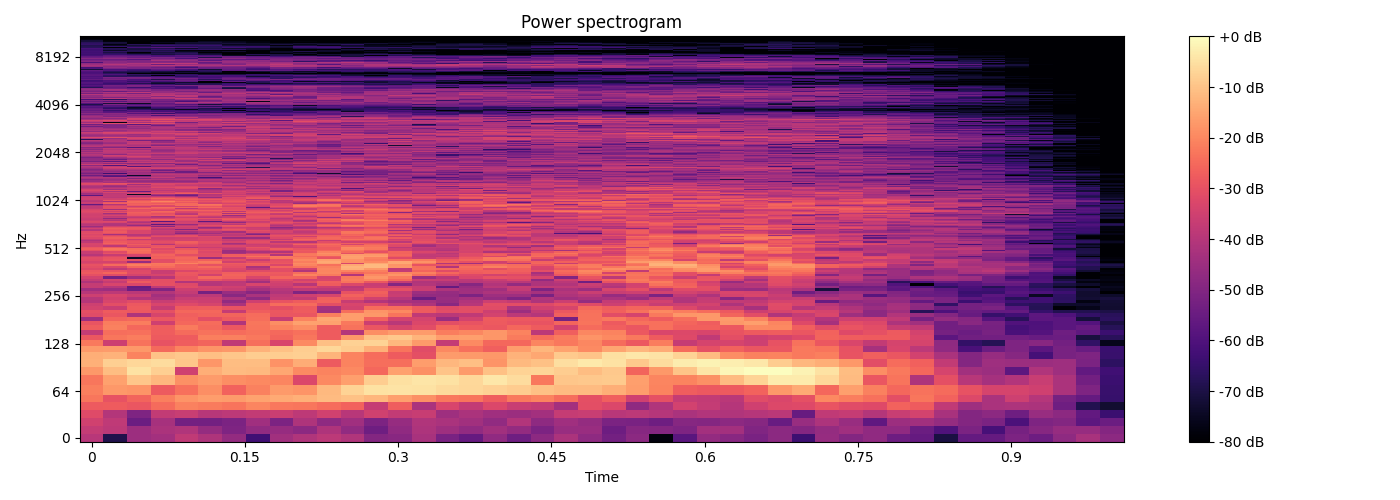 Power spectrogram
Hz
8192
4096
2048
1024
512
256
128
64
0
0 0.15 0.3 0.45 0.6 0.75 0.9
Time
+0 dB
-10 dB
-20 dB
-30 dB
-40 dB
-50 dB
-60 dB
-70 dB
-80 dB